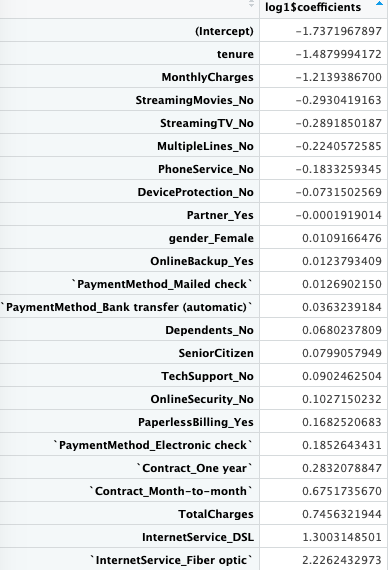 log1$coefficients
(Intercept) -1.7371967897
tenure -1.4879994172
MonthlyCharges -1.2139386700
StreamingMovies_No -0.2930419163
StreamingTV_No -0.2891850187
MultipleLines_No -0.2240572585
PhoneService_No -0.1833259345
DeviceProtection_No -0.0731502569
Partner_Yes -0.0001919014
gender_Female 0.0109166476
OnlineBackup_Yes 0.0123793409
`PaymentMethod_Mailed check` 0.0126902150
`PaymentMethod_Bank transfer (automatic)` 0.0363239184
Dependents_No 0.0680237809
SeniorCitizen 0.0799057949
TechSupport_No 0.0902462504
OnlineSecurity_No 0.1027150232
PaperlessBilling_Yes 0.1682520683
`PaymentMethod_Electronic check` 0.1852643431
`Contract_One year` 0.2832078847
`Contract_Month-to-month` 0.6751735670
TotalCharges 0.7456321944
InternetService_DSL 1.3003148501
`InternetService_Fiber optic` 2.2262432973